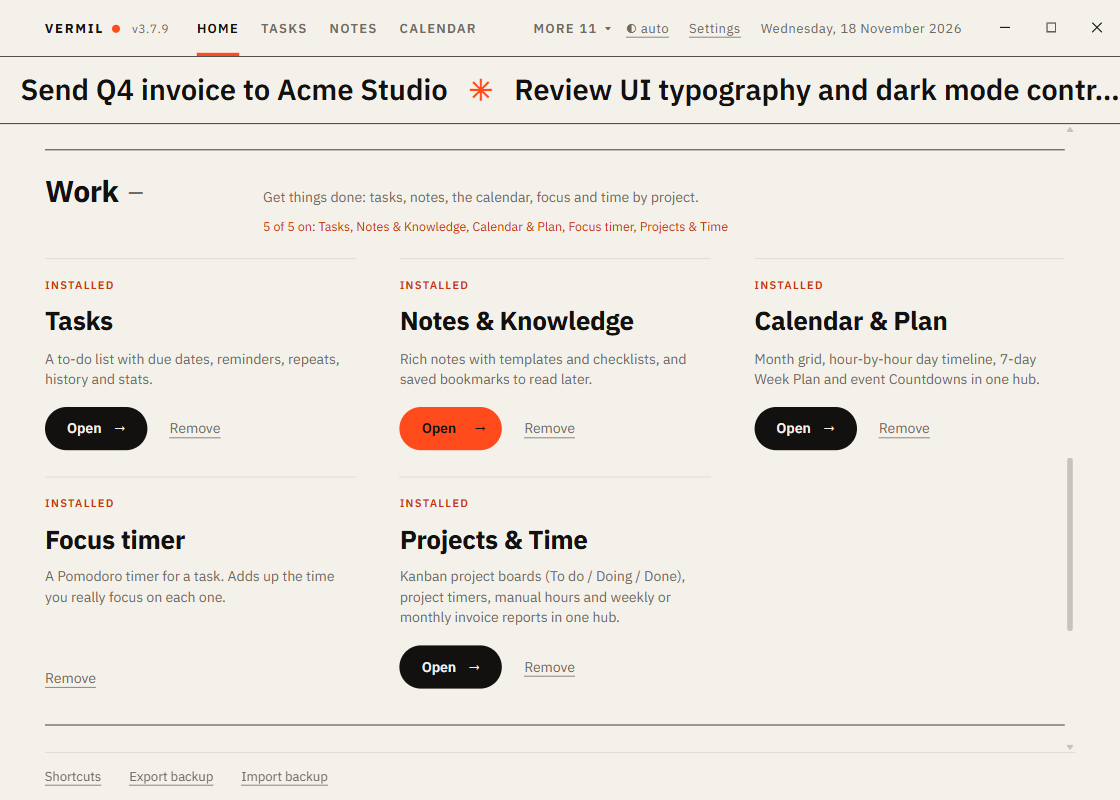 VERMIL v3.7.9 HOME TASKS NOTES CALENDAR MORE 11 auto Settings Wednesday, 18 November 2026
Send Q4 invoice to Acme Studio ✳ Review UI typography and dark mode contr...
Work –
Get things done: tasks, notes, the calendar, focus and time by project.
5 of 5 on: Tasks, Notes & Knowledge, Calendar & Plan, Focus timer, Projects & Time
INSTALLED
Tasks
A to-do list with due dates, reminders, repeats,
history and stats.
Open → Remove
INSTALLED
Notes & Knowledge
Rich notes with templates and checklists, and
saved bookmarks to read later.
Open → Remove
INSTALLED
Calendar & Plan
Month grid, hour-by-hour day timeline, 7-day
Week Plan and event Countdowns in one hub.
Open → Remove
INSTALLED
Focus timer
A Pomodoro timer for a task. Adds up the time
you really focus on each one.
Remove
INSTALLED
Projects & Time
Kanban project boards (To do / Doing / Done),
project timers, manual hours and weekly or
monthly invoice reports in one hub.
Open → Remove
Shortcuts Export backup Import backup